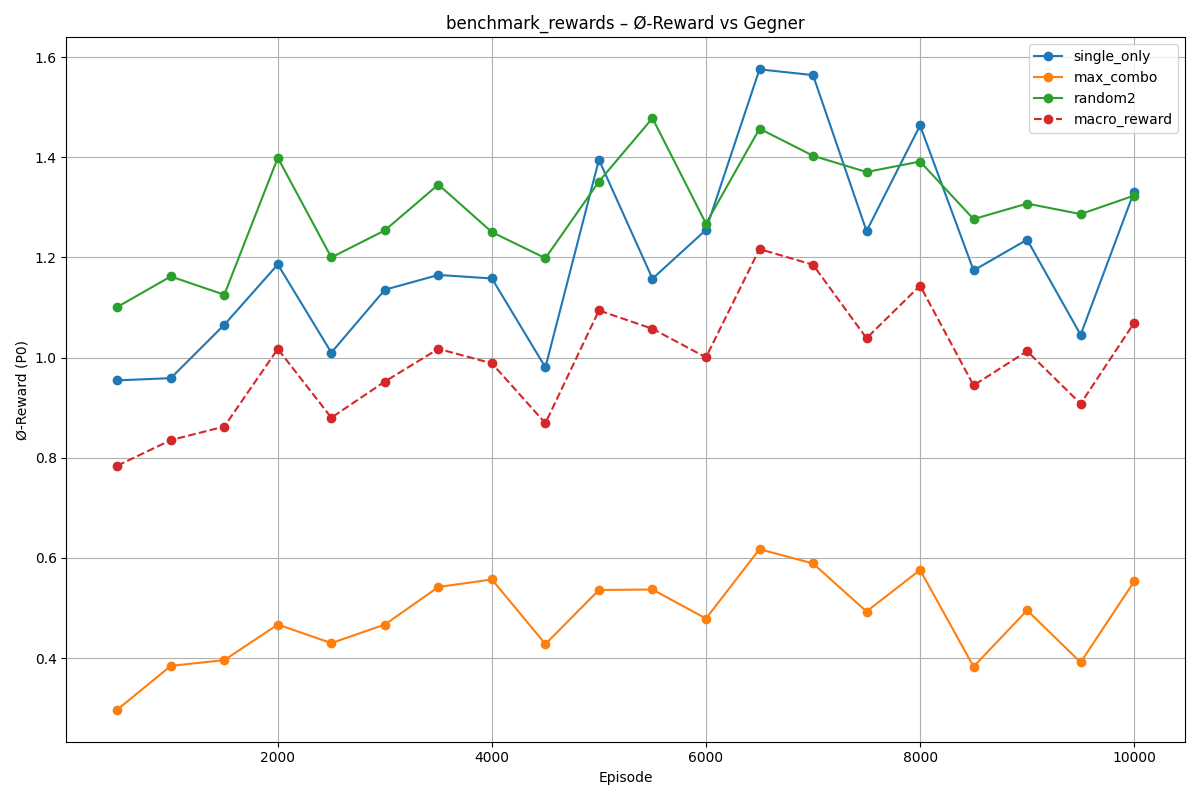 benchmark_rewards – Ø-Reward vs Gegner
single_only
max_combo
random2
macro_reward
Ø-Reward (P0)
1.6
1.4
1.2
1.0
0.8
0.6
0.4
2000
4000
6000
8000
10000
Episode